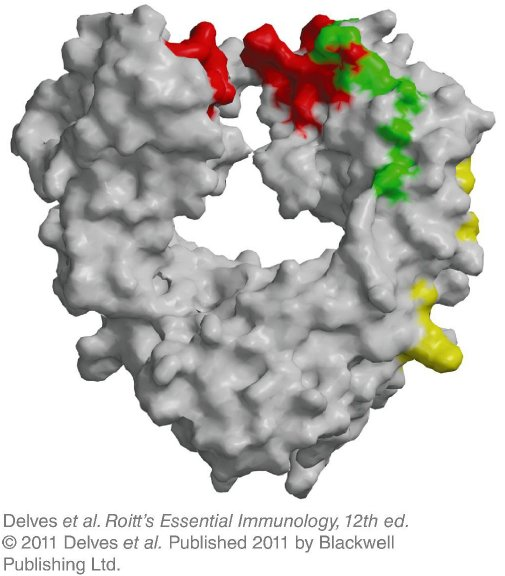 Delves et al. Roitt's Essential Immunology, 12th ed.
© 2011 Delves et al. Published 2011 by Blackwell
Publishing Ltd.